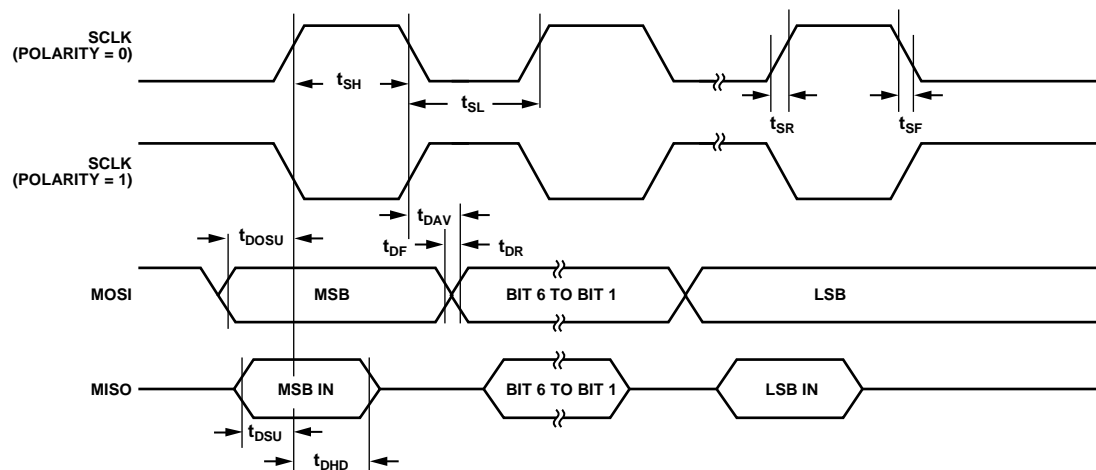 SCLK
(POLARITY = 0)
tSH
tSL
tSR
tSF
SCLK
(POLARITY = 1)
tDAV
tDOSU
tDF
tDR
MOSI
MSB
BIT 6 TO BIT 1
LSB
MISO
MSB IN
BIT 6 TO BIT 1
LSB IN
tDSU
tDHD